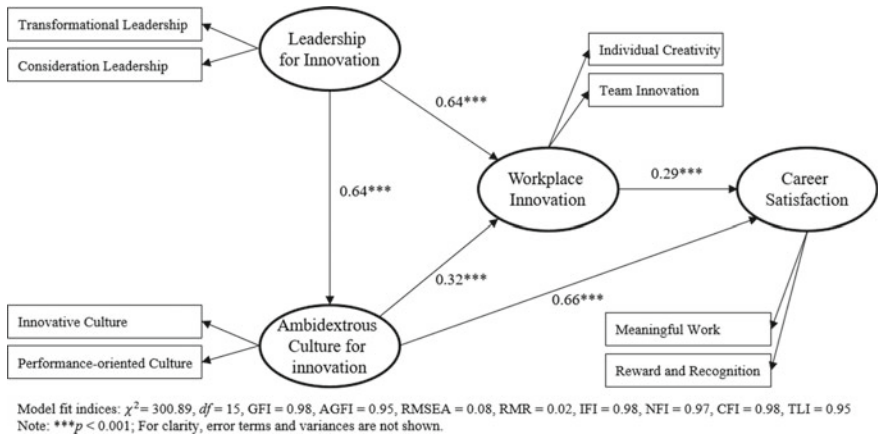 Transformational Leadership
Consideration Leadership
Leadership
for Innovation
Individual Creativity
Team Innovation
0.64***
Workplace
Innovation
0.29***
Career
Satisfaction
0.64***
0.32***
0.66***
Innovative Culture
Performance-oriented Culture
Ambidextrous
Culture for
innovation
Meaningful Work
Reward and Recognition
Model fit indices: χ²= 300.89, df = 15, GFI = 0.98, AGFI = 0.95, RMSEA = 0.08, RMR = 0.02, IFI = 0.98, NFI = 0.97, CFI = 0.98, TLI = 0.95
Note: ***p < 0.001; For clarity, error terms and variances are not shown.